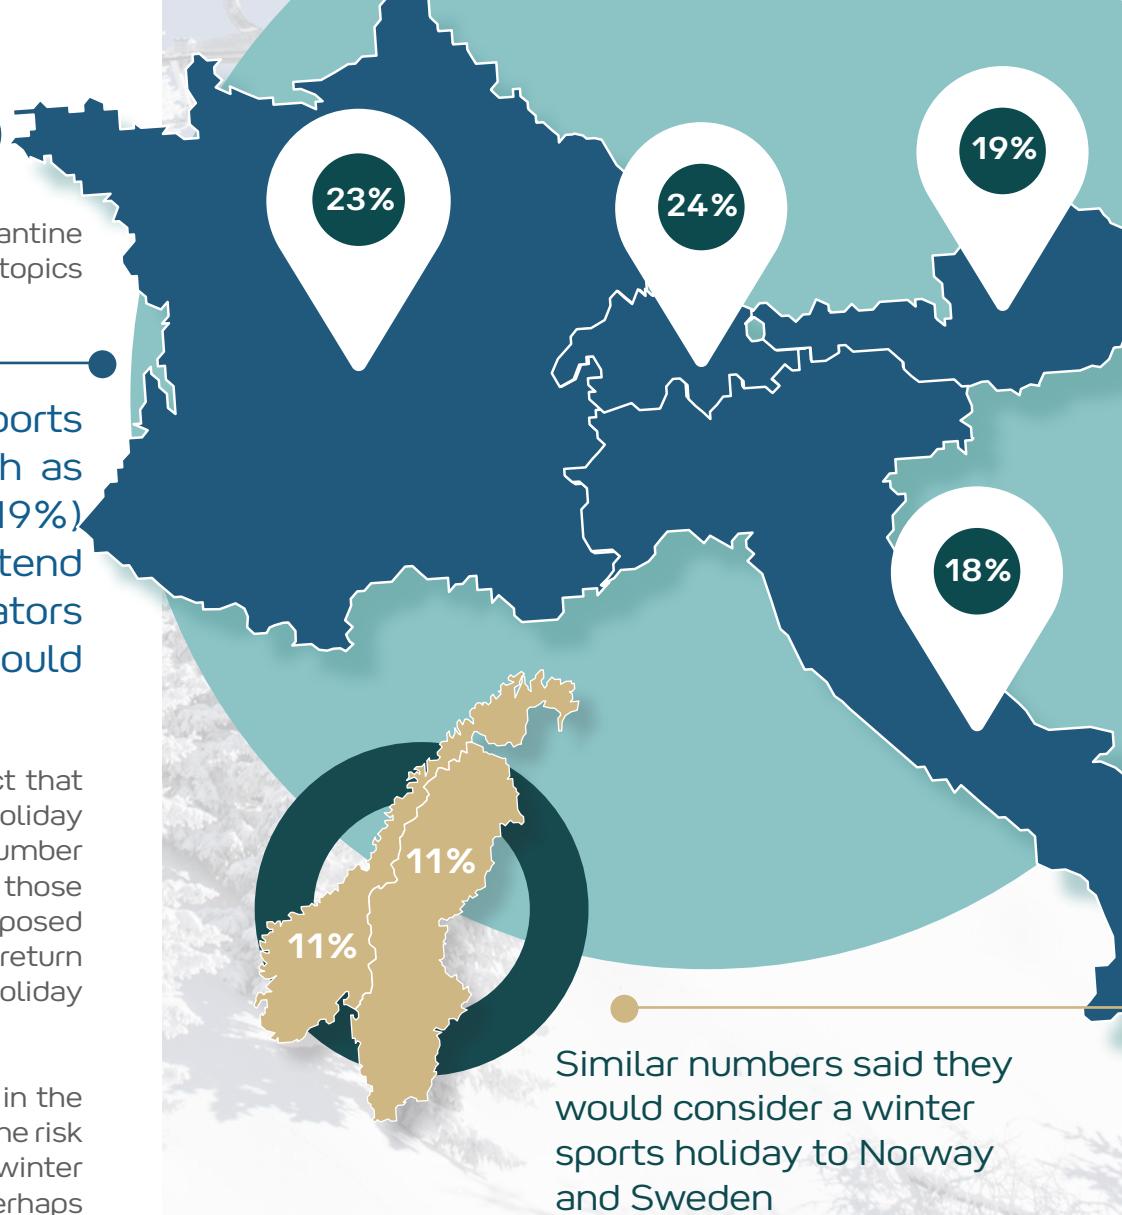 antine
topics
ports
h as
19%)
tend
ators
ould
ct that
oliday
umber
those
posed
return
oliday
in the
he risk
winter
erhaps
23%
24%
19%
18%
11%
11%
Similar numbers said they
would consider a winter
sports holiday to Norway
and Sweden